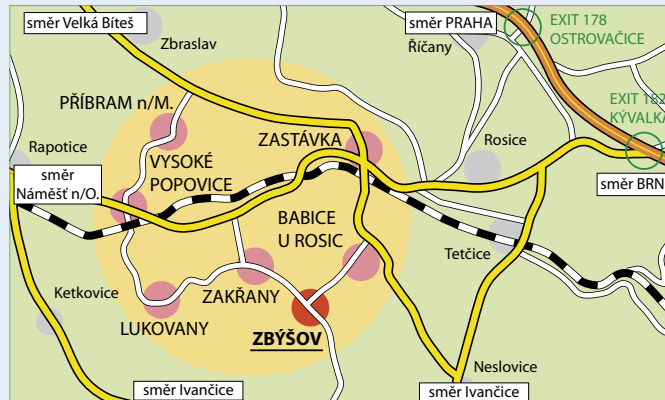 směr Velká Bíteš
Zbraslav
směr PRAHA
Říčany
EXIT 178
OSTROVAČICE
PŘÍBRAM n/M.
EXIT 182
KÝVALKA
ZASTÁVKA
Rosice
Rapotice
VYSOKÉ
POPOVICE
směr
Náměšť n/O.
směr BRN
BABICE
U ROSIC
Tetčice
Ketkovice
ZAKŘANY
LUKOVANY
ZBÝŠOV
Neslovice
směr Ivančice
směr Ivančice